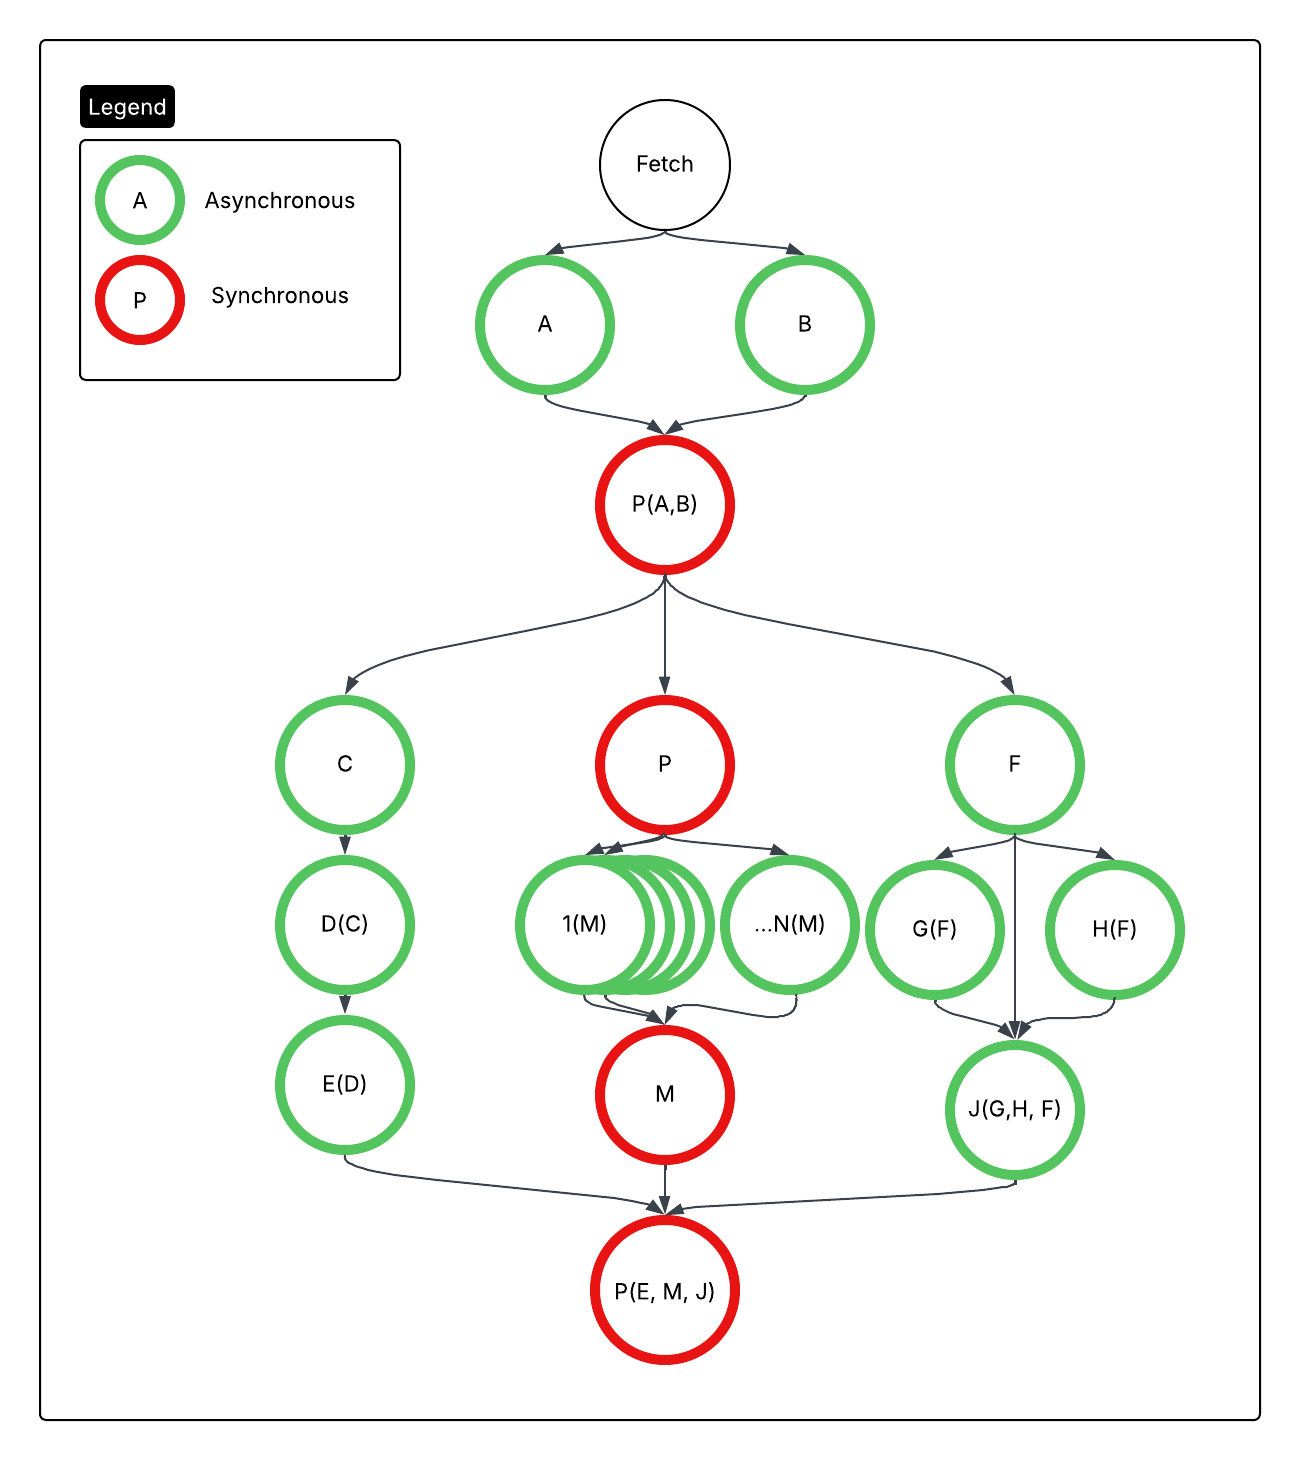 Legend
A
Asynchronous
P
Synchronous
Fetch
A
B
P(A,B)
C
P
F
D(C)
1(M)
...N(M)
G(F)
H(F)
E(D)
M
J(G,H, F)
P(E, M, J)